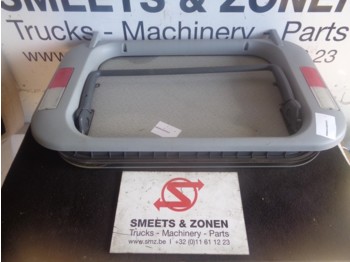 SMEETS & ZONEN
Trucks - Machinery - Parts
SMEETS & ZONEN
Trucks - Machinery - Parts
www.smz.be | +32 (0)11 61 12 23